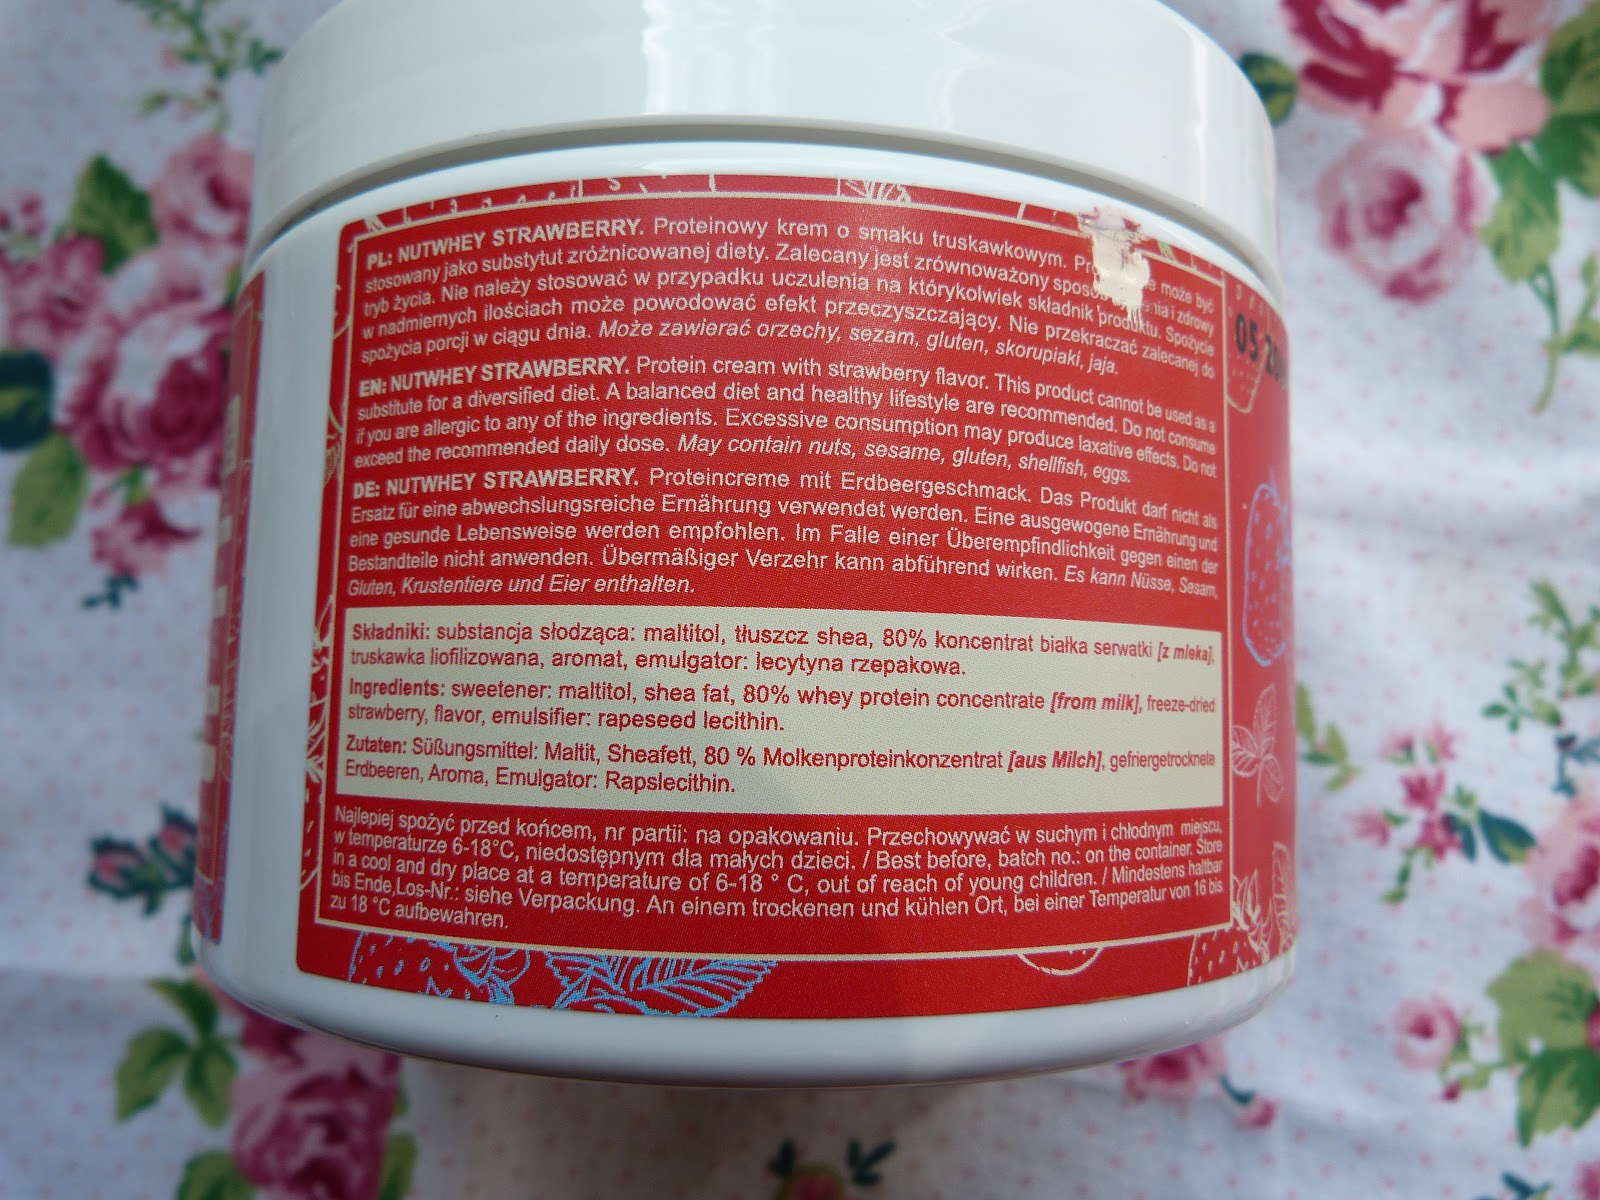 PL: NUTWHEY STRAWBERRY. Proteinowy krem o smaku truskawkowym. może być
stosowany jako substytut zróżnicowanej diety. Zalecany jest zrównoważony sposób i zdrowy
tryb życia. Nie należy stosować w przypadku uczulenia na którykolwiek składnik produktu. Spożycie
w nadmiernych ilościach może powodować efekt przeczyszczający. Nie przekraczać zalecanej do
spożycia porcji w ciągu dnia. Może zawierać orzechy, sezam, gluten, skorupiaki, jaja.
EN: NUTWHEY STRAWBERRY. Protein cream with strawberry flavor. This product cannot be used as a
substitute for a diversified diet. A balanced diet and healthy lifestyle are recommended. Do not consume
if you are allergic to any of the ingredients. Excessive consumption may produce laxative effects. Do not
exceed the recommended daily dose. May contain nuts, sesame, gluten, shellfish, eggs.
DE: NUTWHEY STRAWBERRY. Proteincreme mit Erdbeergeschmack. Das Produkt darf nicht als
Ersatz für eine abwechslungsreiche Ernährung verwendet werden. Eine ausgewogene Ernährung und
eine gesunde Lebensweise werden empfohlen. Im Falle einer Überempfindlichkeit gegen einen der
Bestandteile nicht anwenden. Übermäßiger Verzehr kann abführend wirken. Es kann Nüsse, Sesam,
Gluten, Krustentiere und Eier enthalten.
Składniki: substancja słodząca: maltitol, tłuszcz shea, 80% koncentrat białka serwatki [z mleka],
truskawka liofilizowana, aromat, emulgator: lecytyna rzepakowa.
Ingredients: sweetener: maltitol, shea fat, 80% whey protein concentrate [from milk], freeze-dried
strawberry, flavor, emulsifier: rapeseed lecithin.
Zutaten: Süßungsmittel: Maltit, Sheafett, 80 % Molkenproteinkonzentrat [aus Milch], gefriergetrocknete
Erdbeeren, Aroma, Emulgator: Rapslecithin.
Najlepiej spożyć przed końcem, nr partii: na opakowaniu. Przechowywać w suchym i chłodnym miejscu,
w temperaturze 6-18°C, niedostępnym dla małych dzieci. / Best before, batch no.: on the container. Store
in a cool and dry place at a temperature of 6-18 ° C, out of reach of young children. / Mindestens haltbar
bis Ende,Los-Nr.: siehe Verpackung. An einem trockenen und kühlen Ort, bei einer Temperatur von 16 bis
zu 18 °C aufbewahren.
05